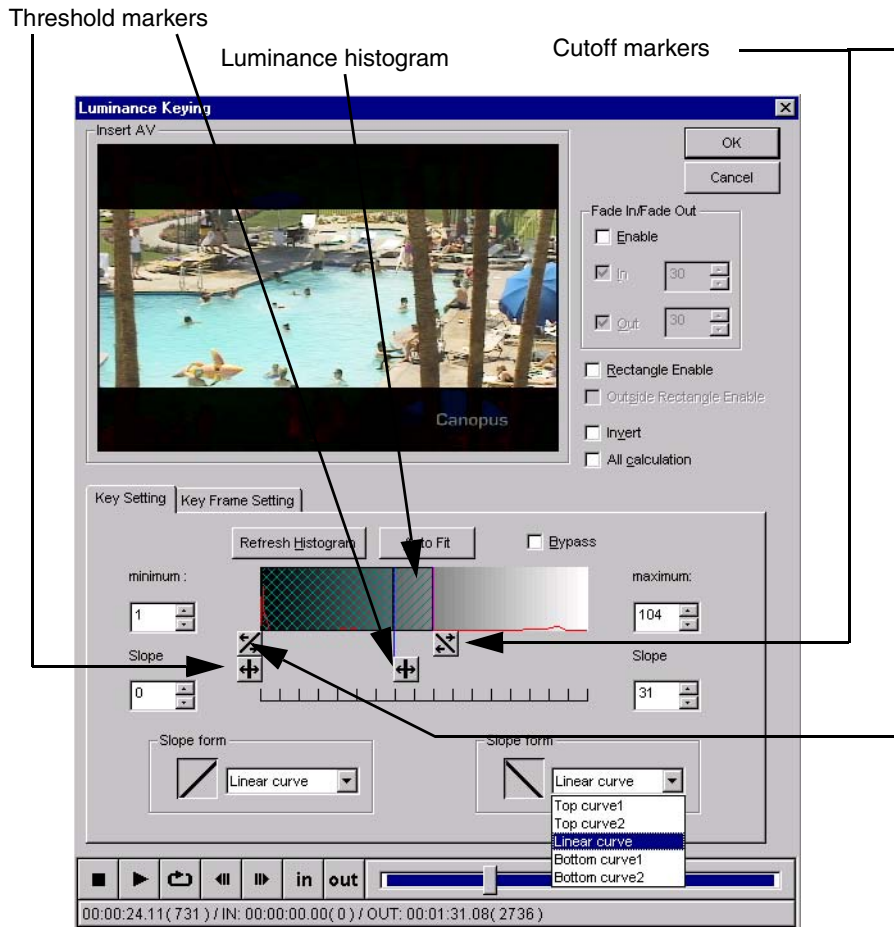 Threshold markers
Luminance histogram
Cutoff markers
Luminance Keying
Insert AV
OK
Cancel
Fade In/Fade Out
Enable
In 30
Out 30
Rectangle Enable
Outside Rectangle Enable
Invert
All calculation
Canopus
Key Setting
Key Frame Setting
Refresh Histogram
Fit
Bypass
minimum :
maximum:
1
104
Slope
Slope
0
31
Slope form
Slope form
Linear curve
Linear curve
Top curve1
Top curve2
Linear curve
Bottom curve1
Bottom curve2
in out
00:00:24.11( 731 ) / IN: 00:00:00.00( 0 ) / OUT: 00:01:31.08( 2736 )